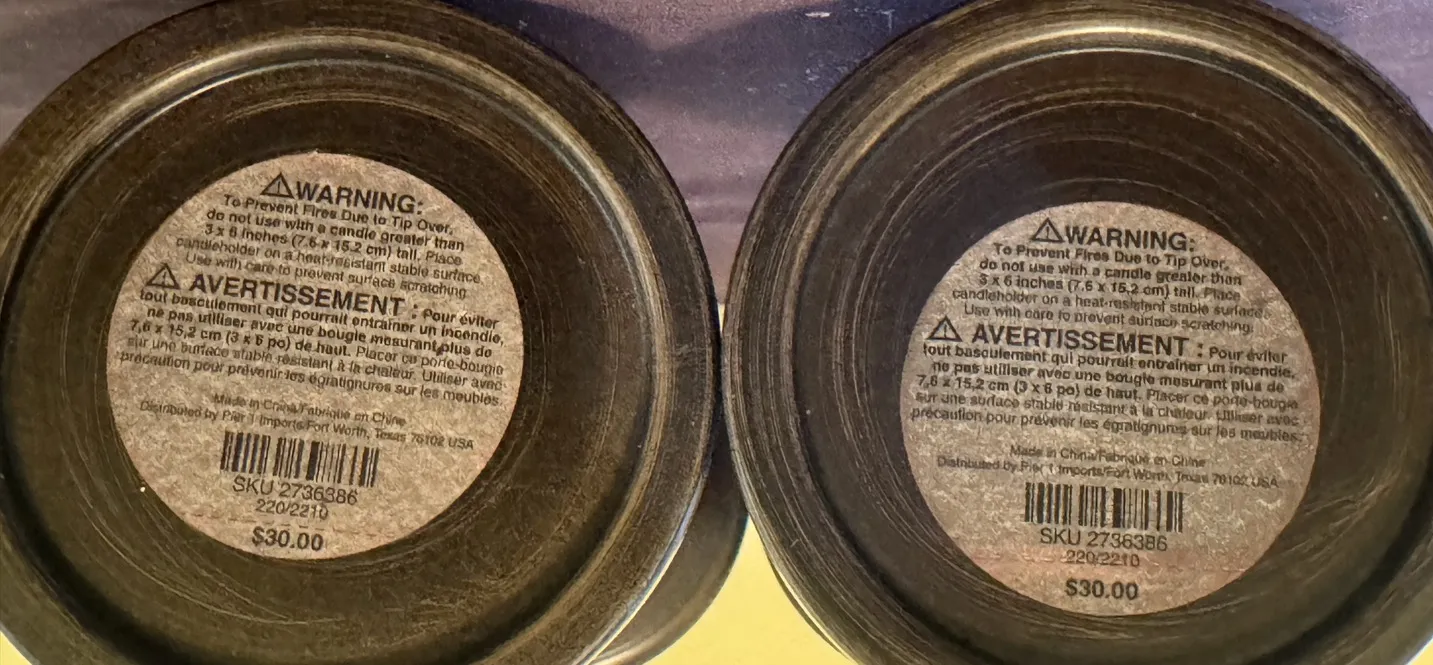 ⚠WARNING:
To Prevent Fires Due to Tip Over,
do not use with a candle greater than
3 x 6 inches (7.6 x 15.2 cm) tall. Place
candleholder on a heat-resistant stable surface.
Use with care to prevent surface scratching.
⚠ AVERTISSEMENT : Pour éviter
tout basculement qui pourrait entraîner un incendie,
ne pas utiliser avec une bougie mesurant plus de
7,6 x 15,2 cm (3 x 6 po) de haut. Placer ce porte-bougie
sur une surface stable résistant à la chaleur. Utiliser avec
précaution pour prévenir les égratignures sur les meubles.
Made in China/Fabriqué en Chine
Distributed by Pier 1 Imports/Fort Worth, Texas 76102 USA
SKU 2736386
220/2210
$30.00
⚠WARNING:
To Prevent Fires Due to Tip Over,
do not use with a candle greater than
3 x 6 inches (7.6 x 15.2 cm) tall. Place
candleholder on a heat-resistant stable surface.
Use with care to prevent surface scratching.
⚠ AVERTISSEMENT : Pour éviter
tout basculement qui pourrait entraîner un incendie,
ne pas utiliser avec une bougie mesurant plus de
7,6 x 15,2 cm (3 x 6 po) de haut. Placer ce porte-bougie
sur une surface stable résistant à la chaleur. Utiliser avec
précaution pour prévenir les égratignures sur les meubles.
Made in China/Fabriqué en Chine
Distributed by Pier 1 Imports/Fort Worth, Texas 76102 USA
SKU 2736386
220/2210
$30.00